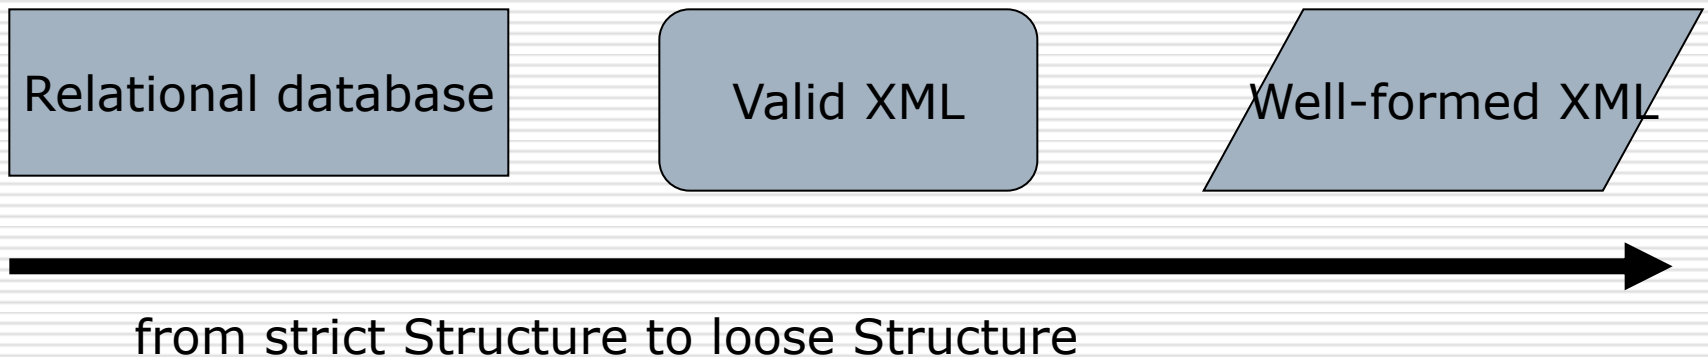 Relational database
Valid XML
Well-formed XML
from strict Structure to loose Structure